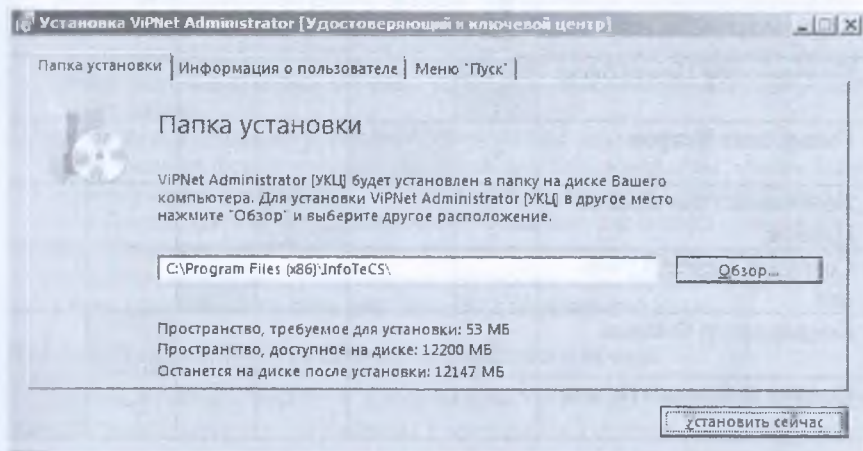 Установка ViPNet Administrator [Удостоверяющий и ключевой центр]
Папка установки Информация о пользователе Меню "Пуск"
Папка установки
ViPNet Administrator [УКЦ] будет установлен в папку на диске Вашего
компьютера. Для установки ViPNet Administrator [УКЦ] в другое место
нажмите "Обзор" и выберите другое расположение.
C:\Program Files (x86)\InfoTeCS\
Обзор...
Пространство, требуемое для установки: 53 МБ
Пространство, доступное на диске: 12200 МБ
Останется на диске после установки: 12147 МБ
Установить сейчас